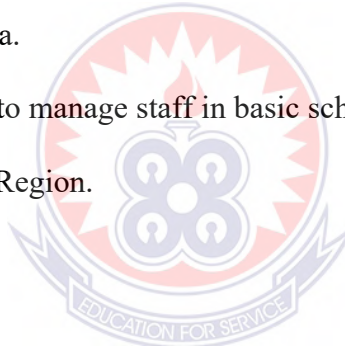 a.
to manage staff in basic sch
Region.
EDUCATION FOR SERVICE